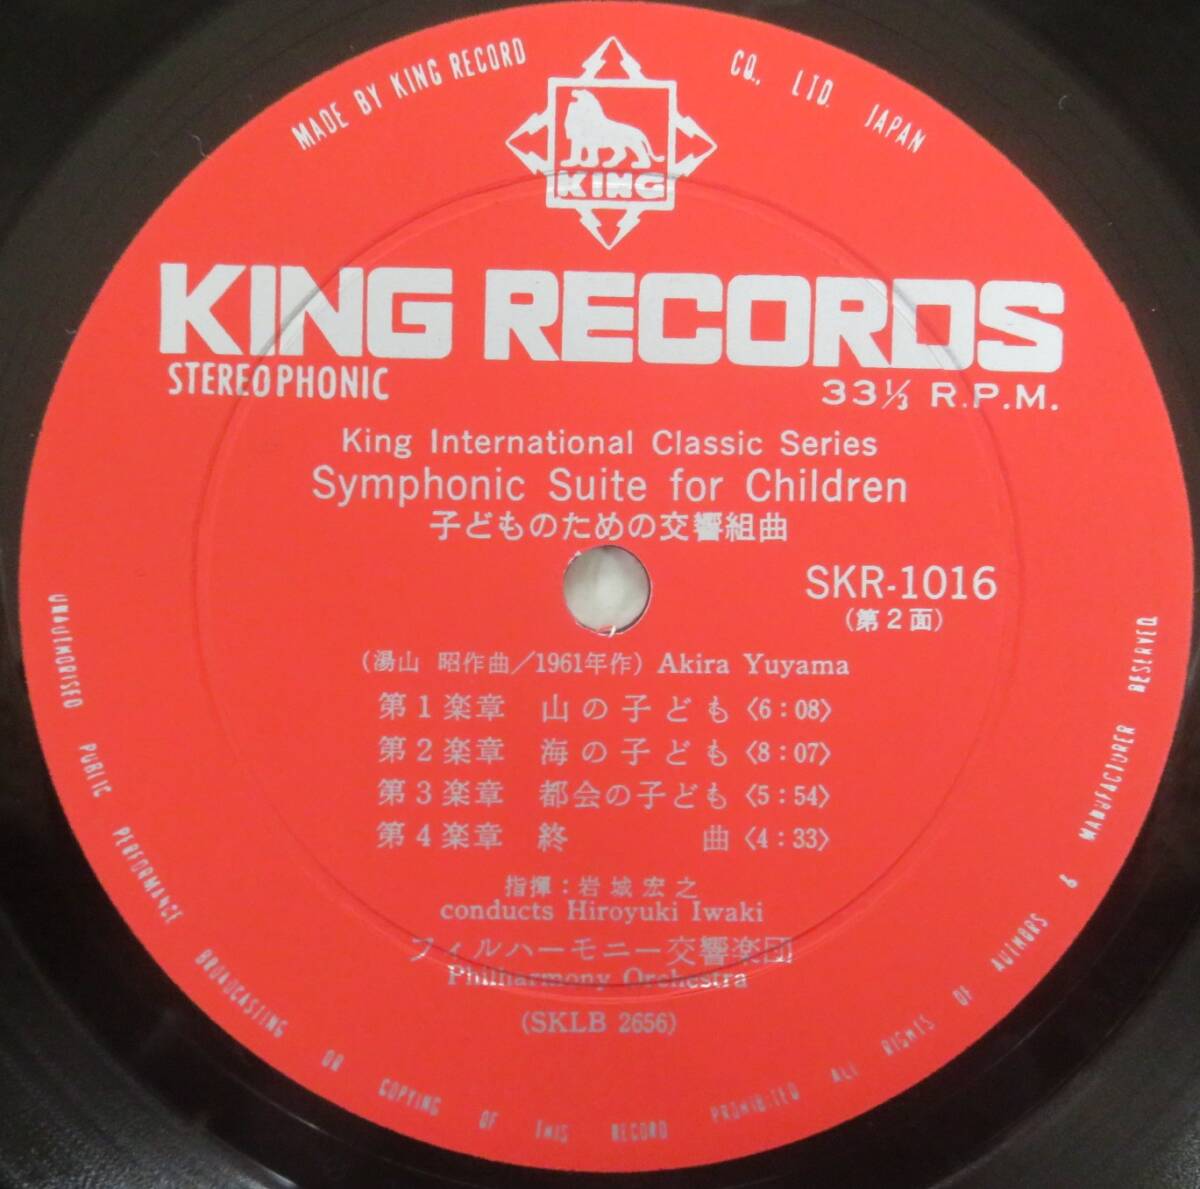 MADE BY KING RECORD CO., LTD. JAPAN
KING
KING RECORDS
STEREOPHONIC
33⅓ R.P.M.
King International Classic Series
Symphonic Suite for Children
子どものための交響組曲
SKR-1016
(第2面)
(湯山 昭作曲/1961年作) Akira Yuyama
第1楽章 山の子ども 〈6:08〉
第2楽章 海の子ども 〈8:07〉
第3楽章 都会の子ども 〈5:54〉
第4楽章 終 曲 〈4:33〉
指揮:岩城宏之
conducts Hiroyuki Iwaki
フィルハーモニー交響楽団
Philharmony Orchestra
(SKLB 2656)
UNAUTHORISED PUBLIC PERFORMANCE BROADCASTING OR COPYING OF THIS RECORD PROHIBITED ALL RIGHTS OF AUTHORS & MANUFACTURER RESERVED.